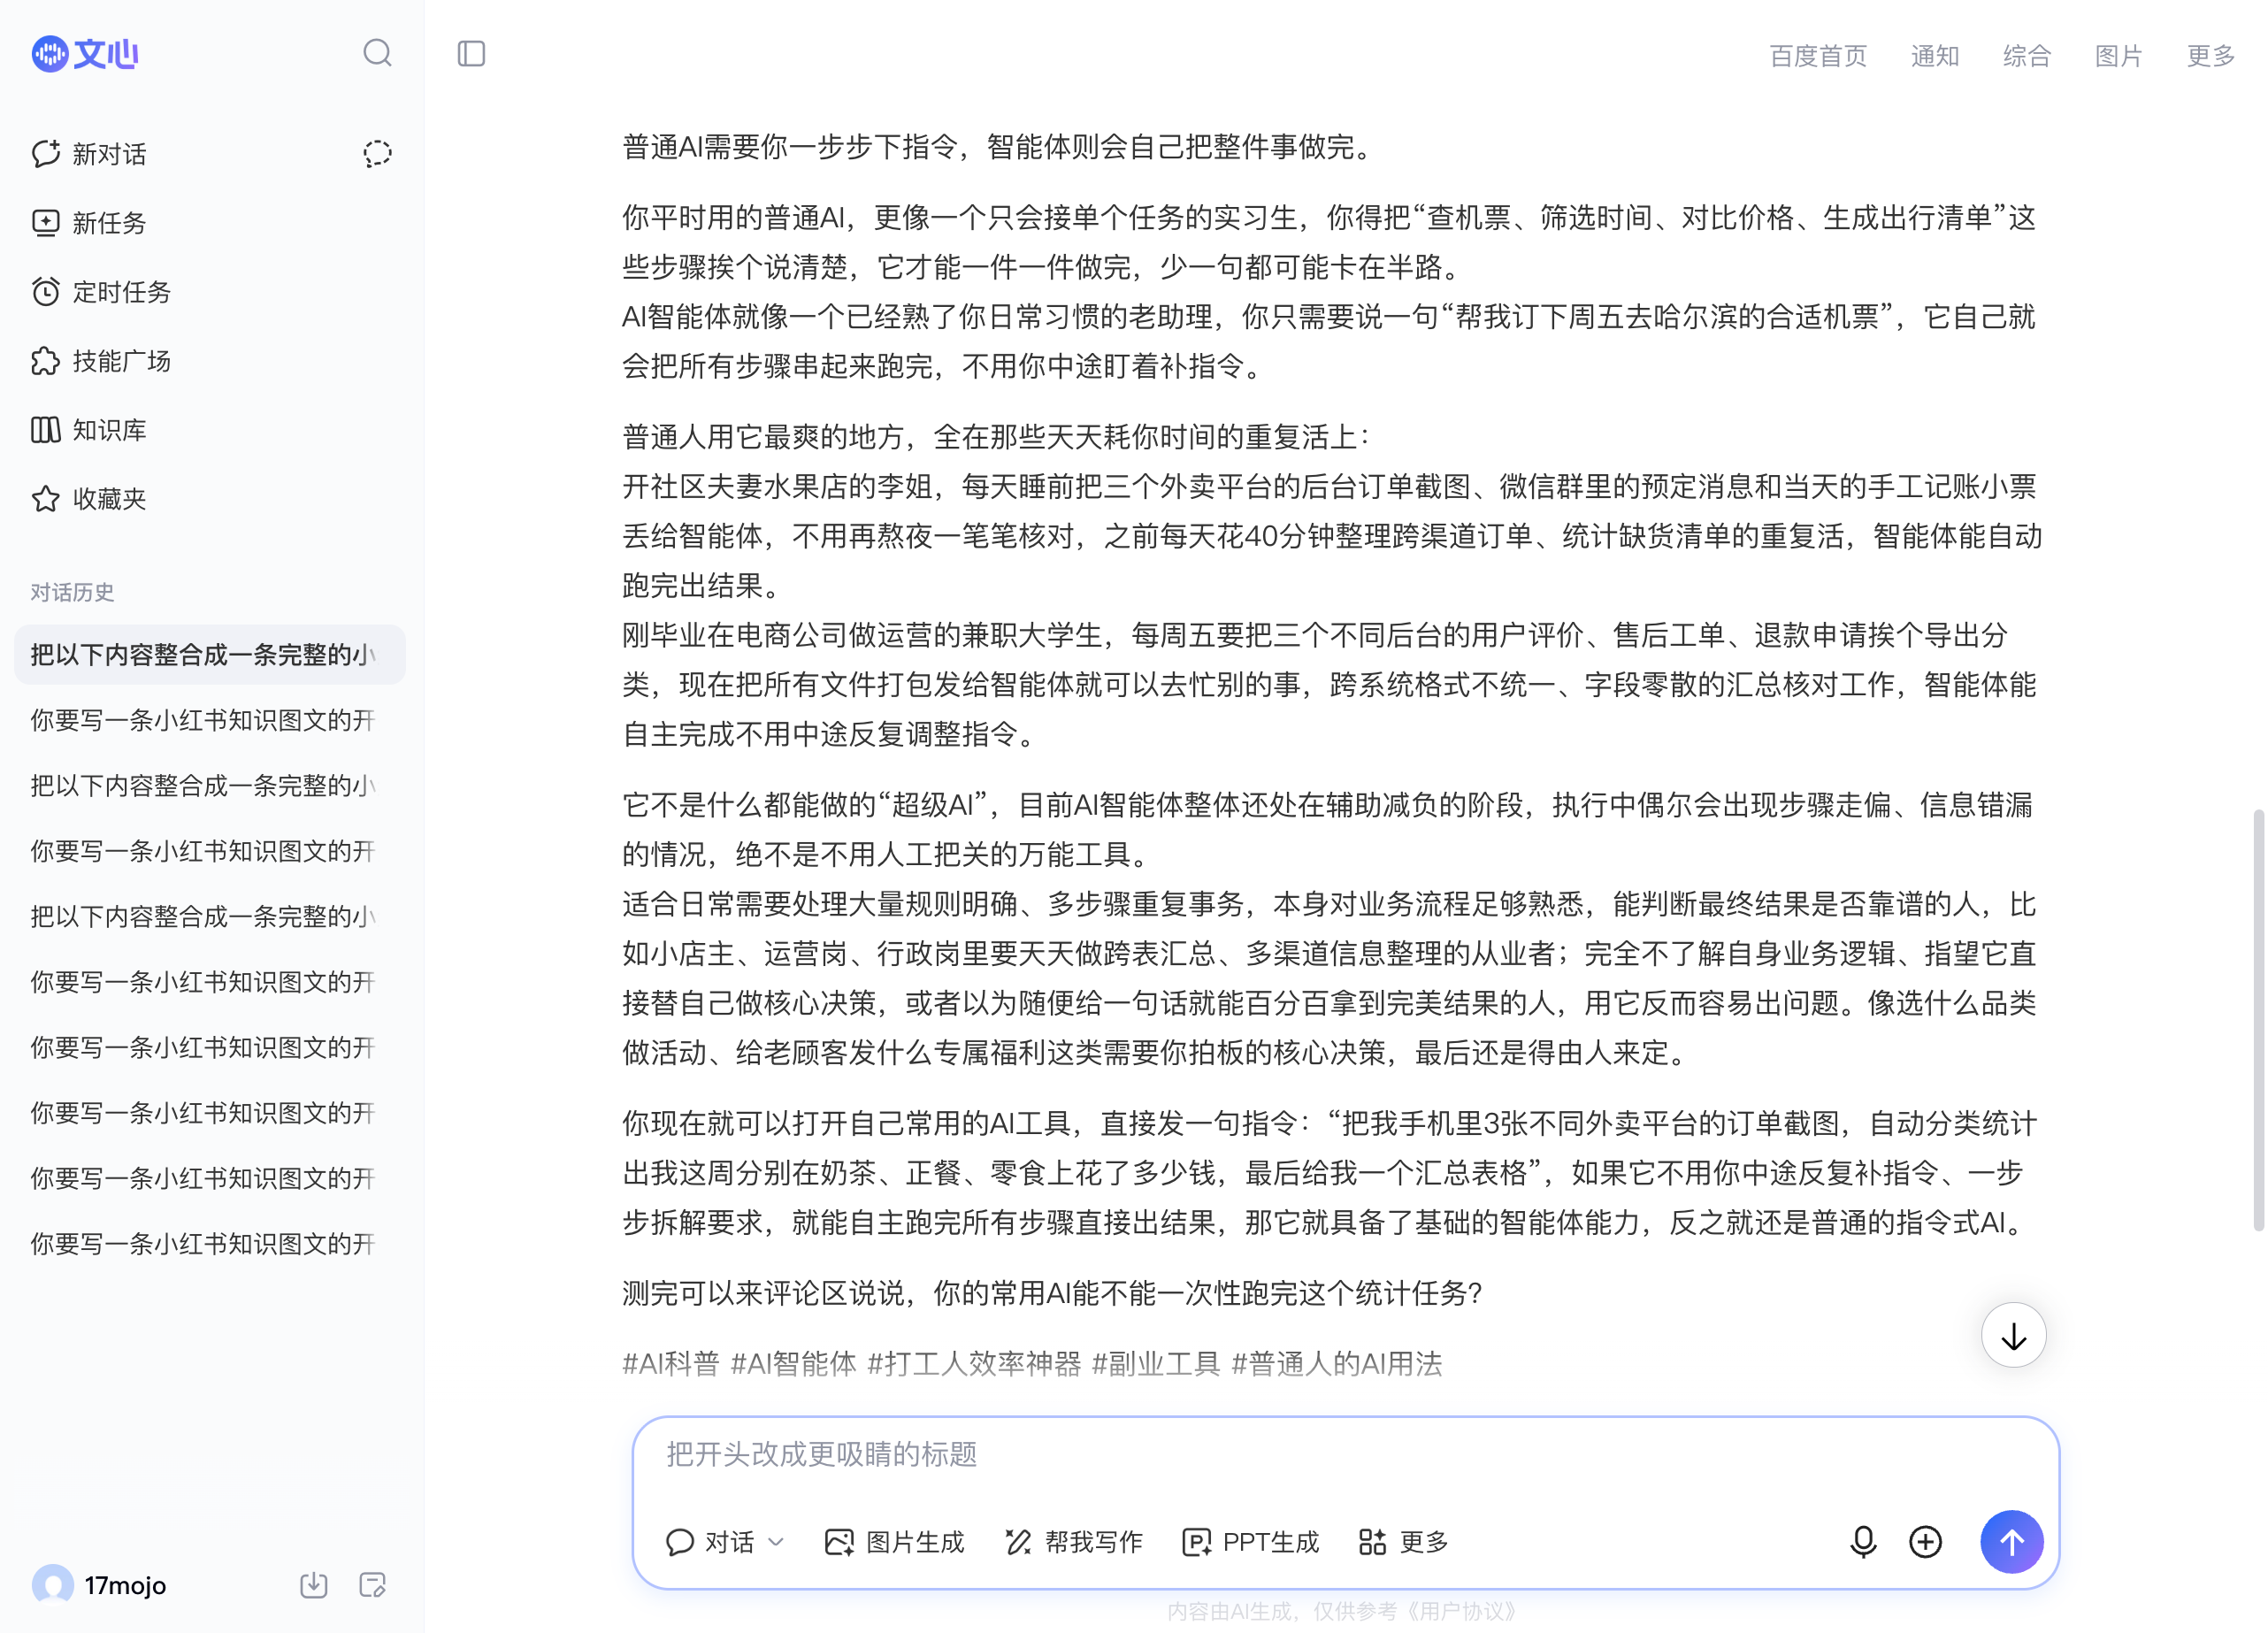 文心
百度首页 通知 综合 图片 更多
新对话
新任务
定时任务
技能广场
知识库
收藏夹
对话历史
把以下内容整合成一条完整的小
你要写一条小红书知识图文的开
把以下内容整合成一条完整的小
你要写一条小红书知识图文的开
把以下内容整合成一条完整的小
你要写一条小红书知识图文的开
你要写一条小红书知识图文的开
你要写一条小红书知识图文的开
你要写一条小红书知识图文的开
你要写一条小红书知识图文的开
17mojo
普通AI需要你一步步下指令，智能体则会自己把整件事做完。
你平时用的普通AI，更像一个只会接单个任务的实习生，你得把“查机票、筛选时间、对比价格、生成出行清单”这
些步骤挨个说清楚，它才能一件一件做完，少一句都可能卡在半路。
AI智能体就像一个已经熟了你日常习惯的老助理，你只需要说一句“帮我订下周五去哈尔滨的合适机票”，它自己就
会把所有步骤串起来跑完，不用你中途盯着补指令。
普通人用它最爽的地方，全在那些天天耗你时间的重复活上：
开社区夫妻水果店的李姐，每天睡前把三个外卖平台的后台订单截图、微信群里的预定消息和当天的手工记账小票
丢给智能体，不用再熬夜一笔笔核对，之前每天花40分钟整理跨渠道订单、统计缺货清单的重复活，智能体能自动
跑完出结果。
刚毕业在电商公司做运营的兼职大学生，每周五要把三个不同后台的用户评价、售后工单、退款申请挨个导出分
类，现在把所有文件打包发给智能体就可以去忙别的事，跨系统格式不统一、字段零散的汇总核对工作，智能体能
自主完成不用中途反复调整指令。
它不是什么都能做的“超级AI”，目前AI智能体整体还处在辅助减负的阶段，执行中偶尔会出现步骤走偏、信息错漏
的情况，绝不是不用人工把关的万能工具。
适合日常需要处理大量规则明确、多步骤重复事务，本身对业务流程足够熟悉，能判断最终结果是否靠谱的人，比
如小店主、运营岗、行政岗里要天天做跨表汇总、多渠道信息整理的从业者；完全不了解自身业务逻辑、指望它直
接替自己做核心决策，或者以为随便给一句话就能百分百拿到完美结果的人，用它反而容易出问题。像选什么品类
做活动、给老顾客发什么专属福利这类需要你拍板的核心决策，最后还是得由人来定。
你现在就可以打开自己常用的AI工具，直接发一句指令：“把我手机里3张不同外卖平台的订单截图，自动分类统计
出我这周分别在奶茶、正餐、零食上花了多少钱，最后给我一个汇总表格”，如果它不用你中途反复补指令、一步
步拆解要求，就能自主跑完所有步骤直接出结果，那它就具备了基础的智能体能力，反之就还是普通的指令式AI。
测完可以来评论区说说，你的常用AI能不能一次性跑完这个统计任务？
#AI科普 #AI智能体 #打工人效率神器 #副业工具 #普通人的AI用法
把开头改成更吸睛的标题
对话 图片生成 帮我写作 PPT生成 更多
内容由AI生成，仅供参考《用户协议》